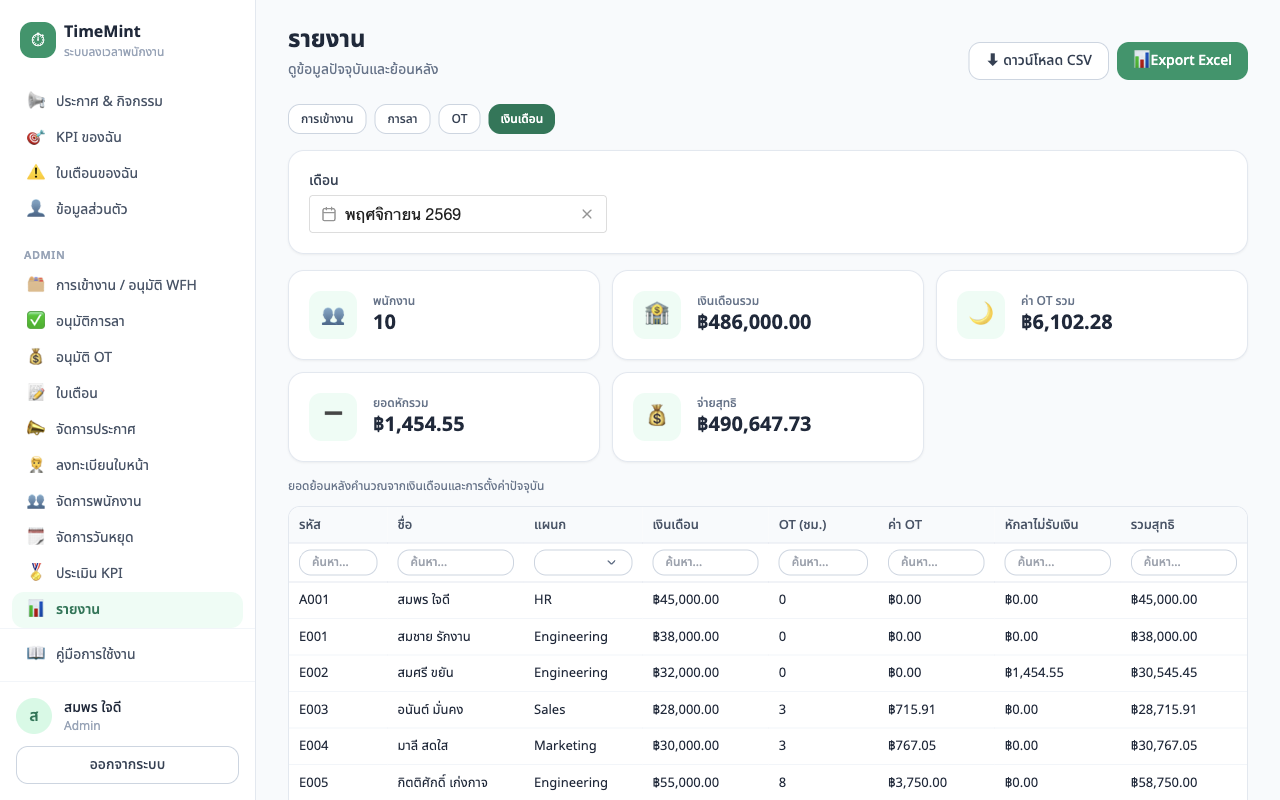 TimeMint
ระบบลงเวลาพนักงาน
ประกาศ & กิจกรรม
KPI ของฉัน
ใบเตือนของฉัน
ข้อมูลส่วนตัว
ADMIN
การเข้างาน / อนุมัติ WFH
อนุมัติการลา
อนุมัติ OT
ใบเตือน
จัดการประกาศ
ลงทะเบียนใบหน้า
จัดการพนักงาน
จัดการวันหยุด
ประเมิน KPI
รายงาน
คู่มือการใช้งาน
ส
สมพร ใจดี
Admin
ออกจากระบบ
รายงาน
ดูข้อมูลปัจจุบันและย้อนหลัง
ดาวน์โหลด CSV
Export Excel
การเข้างาน การลา OT เงินเดือน
เดือน
พฤศจิกายน 2569
พนักงาน
10
เงินเดือนรวม
฿486,000.00
ค่า OT รวม
฿6,102.28
ยอดหักรวม
฿1,454.55
จ่ายสุทธิ
฿490,647.73
ยอดย้อนหลังคำนวณจากเงินเดือนและการตั้งค่าปัจจุบัน
รหัส ชื่อ แผนก เงินเดือน OT (ชม.) ค่า OT หักลาไม่รับเงิน รวมสุทธิ
ค้นหา... ค้นหา... ค้นหา... ค้นหา... ค้นหา... ค้นหา... ค้นหา...
A001 สมพร ใจดี HR ฿45,000.00 0 ฿0.00 ฿0.00 ฿45,000.00
E001 สมชาย รักงาน Engineering ฿38,000.00 0 ฿0.00 ฿0.00 ฿38,000.00
E002 สมศรี ขยัน Engineering ฿32,000.00 0 ฿0.00 ฿1,454.55 ฿30,545.45
E003 อนันต์ มั่นคง Sales ฿28,000.00 3 ฿715.91 ฿0.00 ฿28,715.91
E004 มาลี สดใส Marketing ฿30,000.00 3 ฿767.05 ฿0.00 ฿30,767.05
E005 กิตติศักดิ์ เก่งกาจ Engineering ฿55,000.00 8 ฿3,750.00 ฿0.00 ฿58,750.00